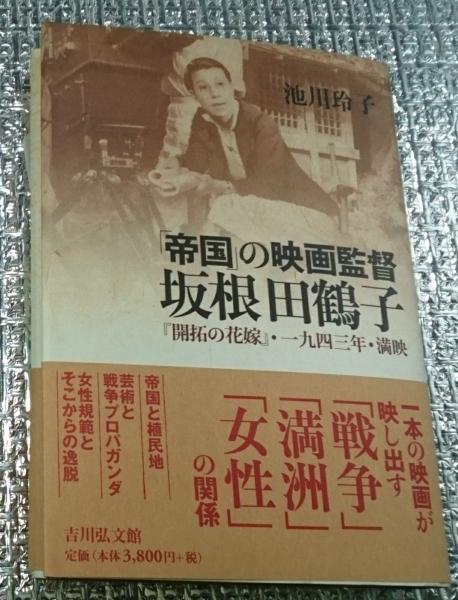 池川玲子
「帝国」の映画監督
坂根田鶴子
『開拓の花嫁』・一九四三年・満映
一本の映画が
映し出す
「戦争」
「満洲」
「女性」
の関係
帝国と植民地
芸術と
戦争プロパガンダ
女性規範と
そこからの逸脱
吉川弘文館
定価(本体3,800円+税)